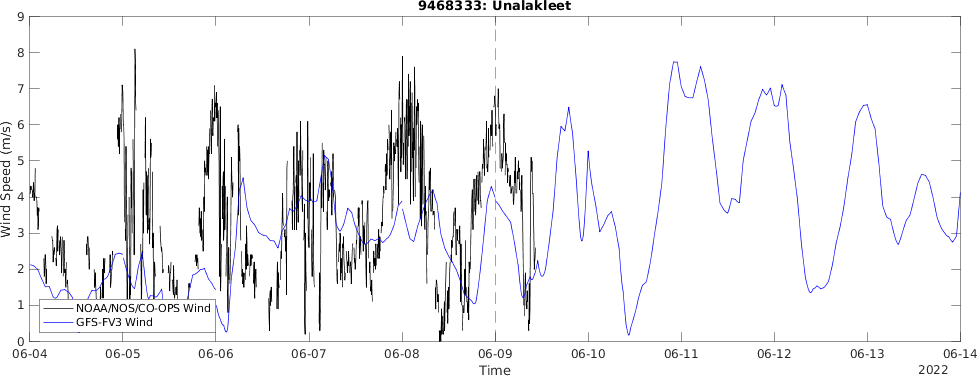 9468333: Unalakleet
9
8
7
6
5
4
3
2
1
0
Wind Speed (m/s)
NOAA/NOS/CO-OPS Wind
GFS-FV3 Wind
06-04 06-05 06-06 06-07 06-08 06-09 06-10 06-11 06-12 06-13 06-14
Time
2022